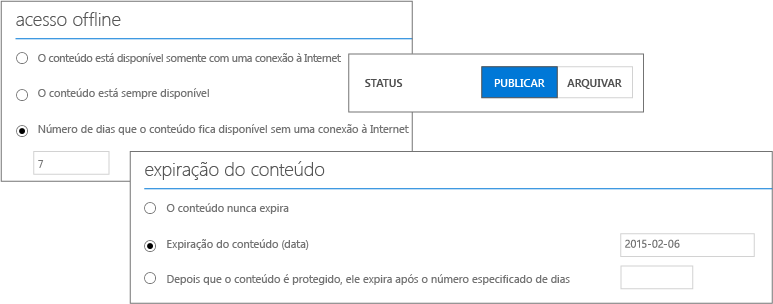 acesso offline
O conteúdo está disponível somente com uma conexão à Internet
O conteúdo está sempre disponível
Número de dias que o conteúdo fica disponível sem uma conexão à Internet
7
STATUS PUBLICAR ARQUIVAR
expiração do conteúdo
O conteúdo nunca expira
Expiração do conteúdo (data) 2015-02-06
Depois que o conteúdo é protegido, ele expira após o número especificado de dias